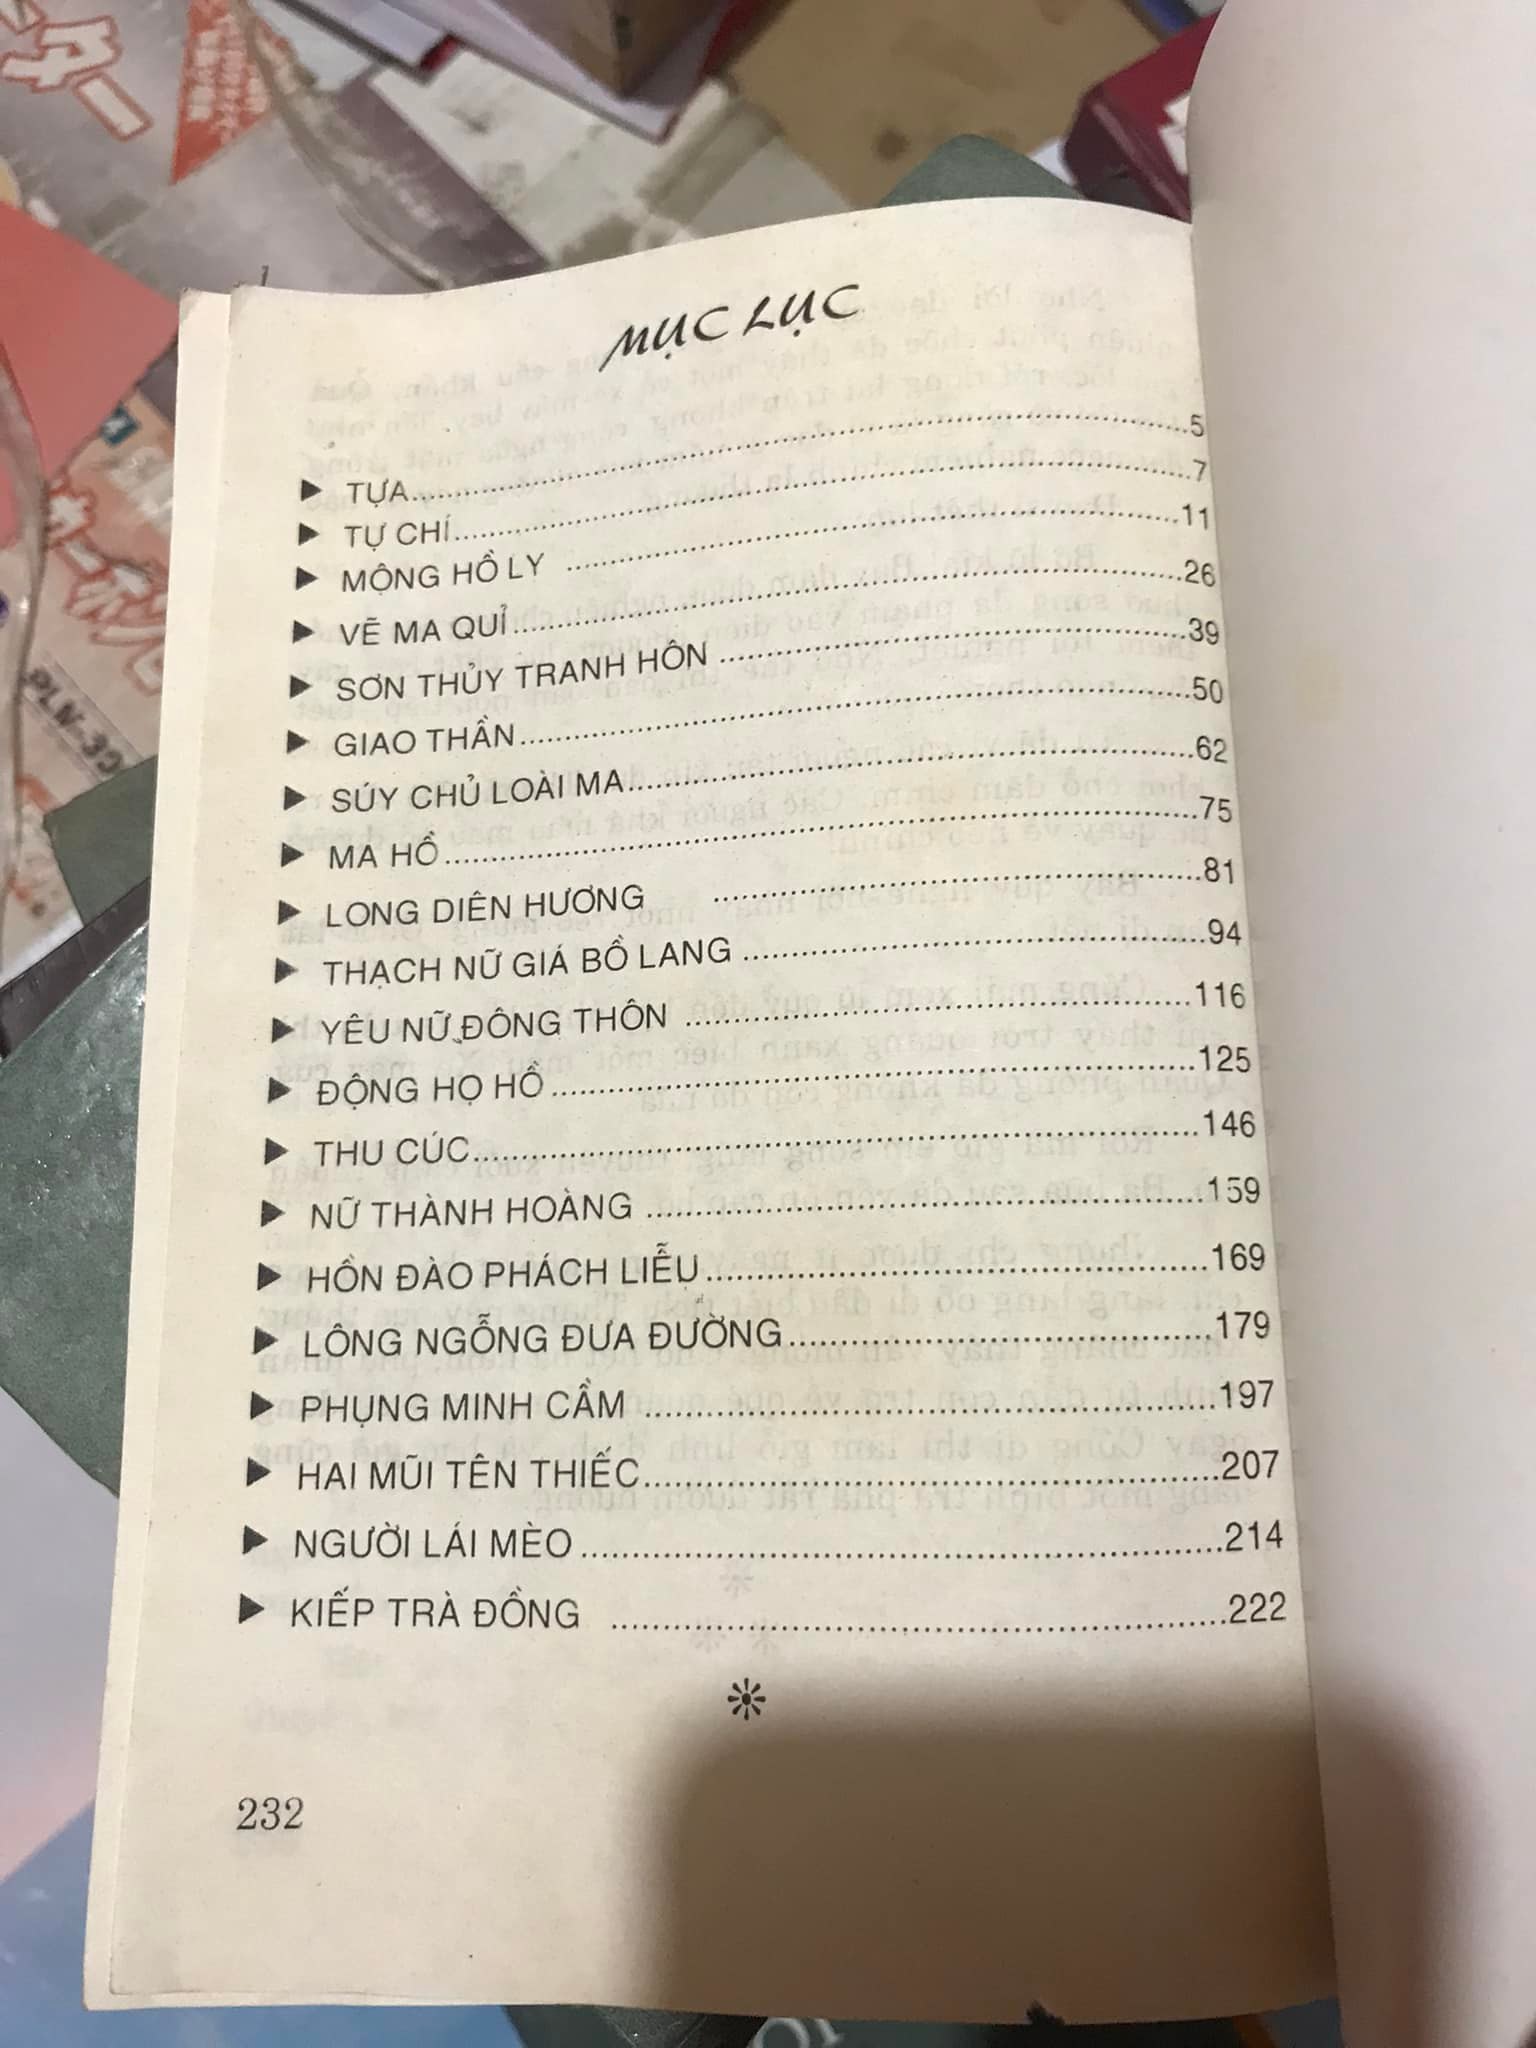 MỤC LỤC
▶ TỰA....................5
▶ TỰ CHÍ....................7
▶ MỘNG HỒ LY ....................11
▶ VẼ MA QUỈ....................26
▶ SƠN THỦY TRANH HÔN ....................39
▶ GIAO THẦN....................50
▶ SÚY CHỦ LOÀI MA....................62
▶ MA HỒ....................75
▶ LONG DIÊN HƯƠNG ....................81
▶ THẠCH NỮ GIÁ BỒ LANG ....................94
▶ YÊU NỮ ĐÔNG THÔN ....................116
▶ ĐỘNG HỌ HỒ....................125
▶ THU CÚC....................146
▶ NỮ THÀNH HOÀNG ....................159
▶ HỒN ĐÀO PHÁCH LIỄU....................169
▶ LÔNG NGỖNG ĐƯA ĐƯỜNG....................179
▶ PHỤNG MINH CẦM ....................197
▶ HAI MŨI TÊN THIẾC....................207
▶ NGƯỜI LÁI MÈO ....................214
▶ KIẾP TRÀ ĐỒNG ....................222
232
PLN-30